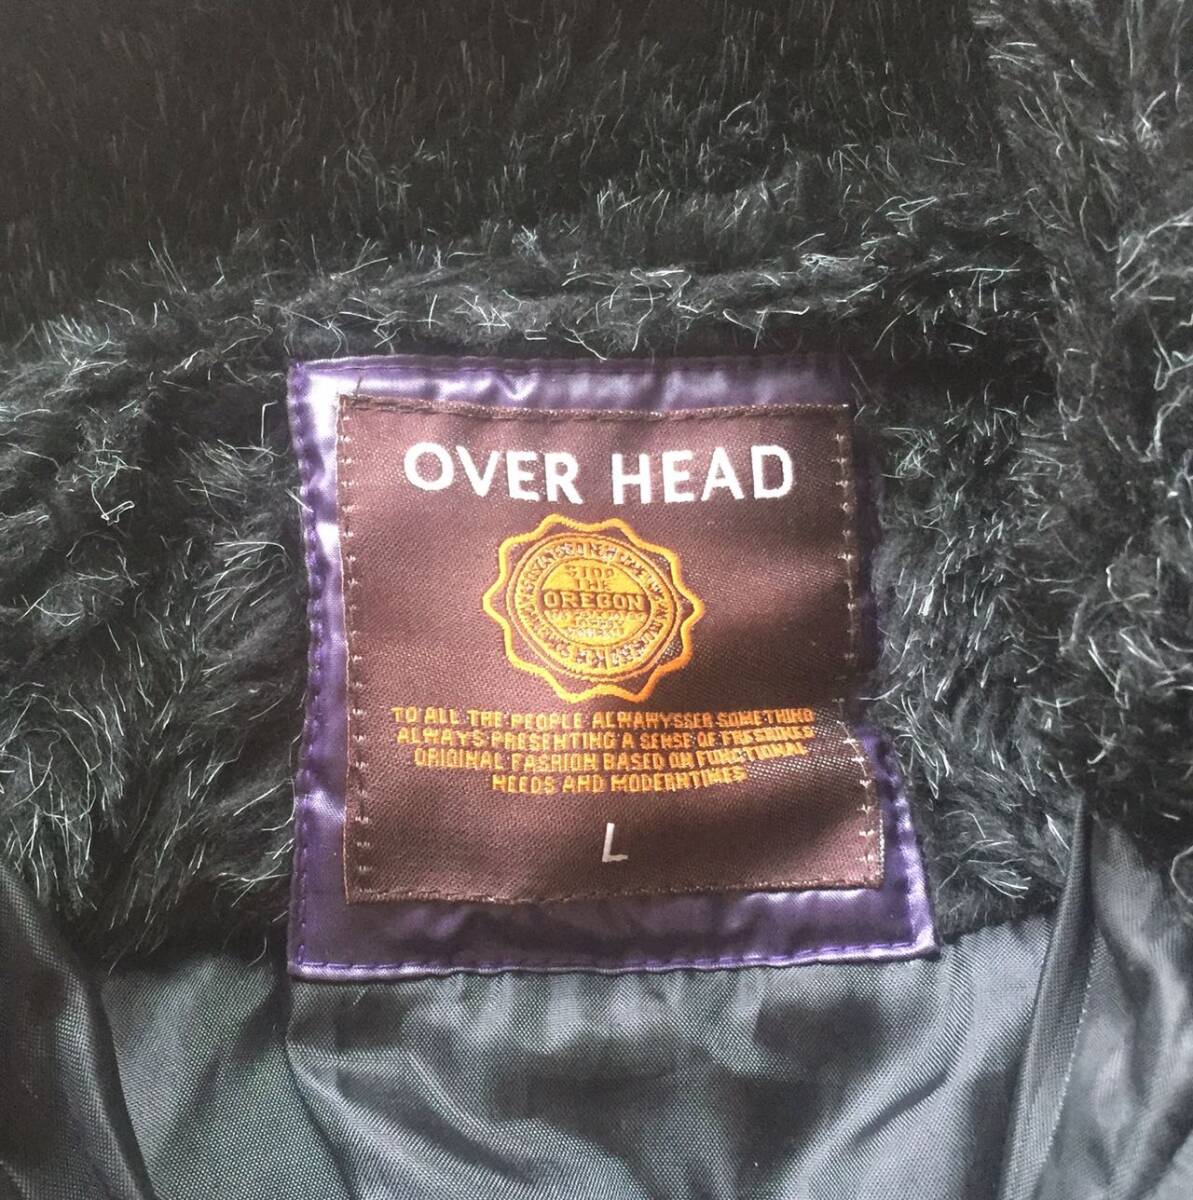 OVER HEAD
STOP
THE
OREGON
TO ALL THE PEOPLE ALWAHYSSER SOMETHING
ALWAYS PRESENTING A SENSE OF FRESHNES
ORIGINAL FASHION BASED ON FUNCTIONAL
NEEDS AND MODERNTIMES
L